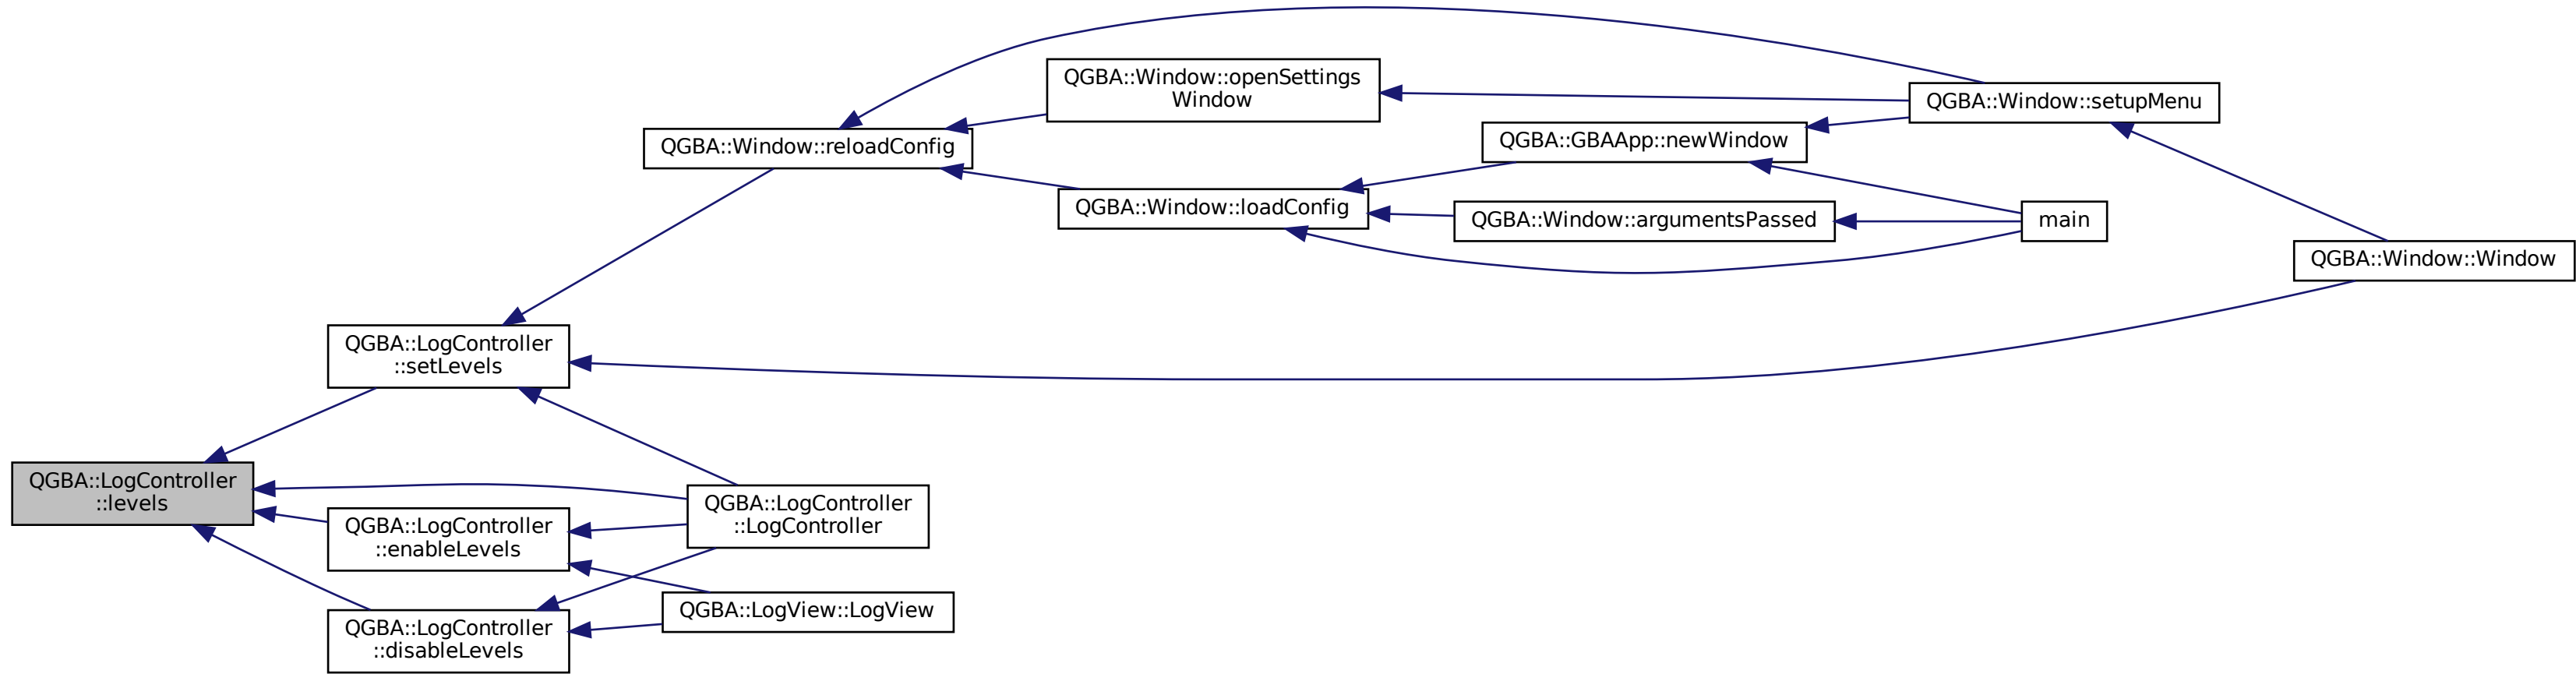 QGBA::Window::openSettings
Window
QGBA::Window::setupMenu
QGBA::GBAApp::newWindow
QGBA::Window::reloadConfig
QGBA::Window::loadConfig
QGBA::Window::argumentsPassed
main
QGBA::Window::Window
QGBA::LogController
::setLevels
QGBA::LogController
::levels
QGBA::LogController
::LogController
QGBA::LogController
::enableLevels
QGBA::LogView::LogView
QGBA::LogController
::disableLevels